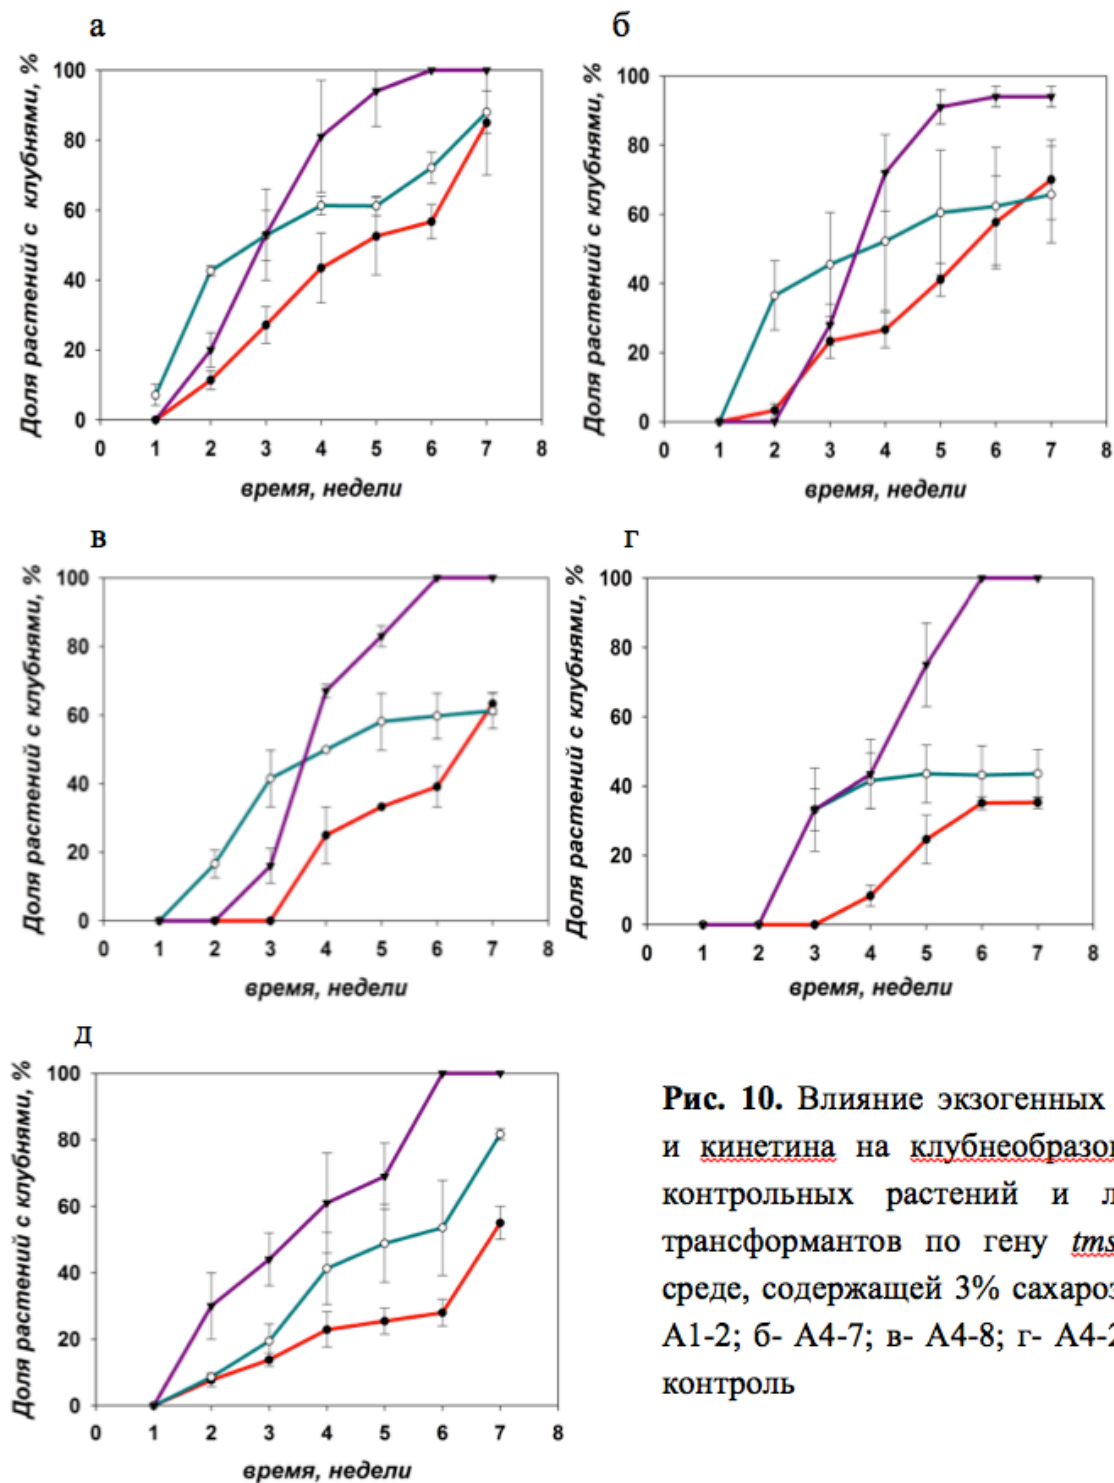 а
Доля растений с клубнями, %
100
80
60
40
20
0
0 1 2 3 4 5 6 7 8
время, недели
б
Доля растений с клубнями, %
100
80
60
40
20
0
0 1 2 3 4 5 6 7 8
время, недели
в
Доля растений с клубнями, %
100
80
60
40
20
0
0 1 2 3 4 5 6 7 8
время, недели
г
Доля растений с клубнями, %
100
80
60
40
20
0
0 1 2 3 4 5 6 7 8
время, недели
д
Доля растений с клубнями, %
100
80
60
40
20
0
0 1 2 3 4 5 6 7 8
время, недели
Рис. 10. Влияние экзогенных
и кинетина на клубнеобразо
контрольных растений и л
трансформантов по гену tms
среде, содержащей 3% сахароз
А1-2; б- А4-7; в- А4-8; г- А4-2
контроль